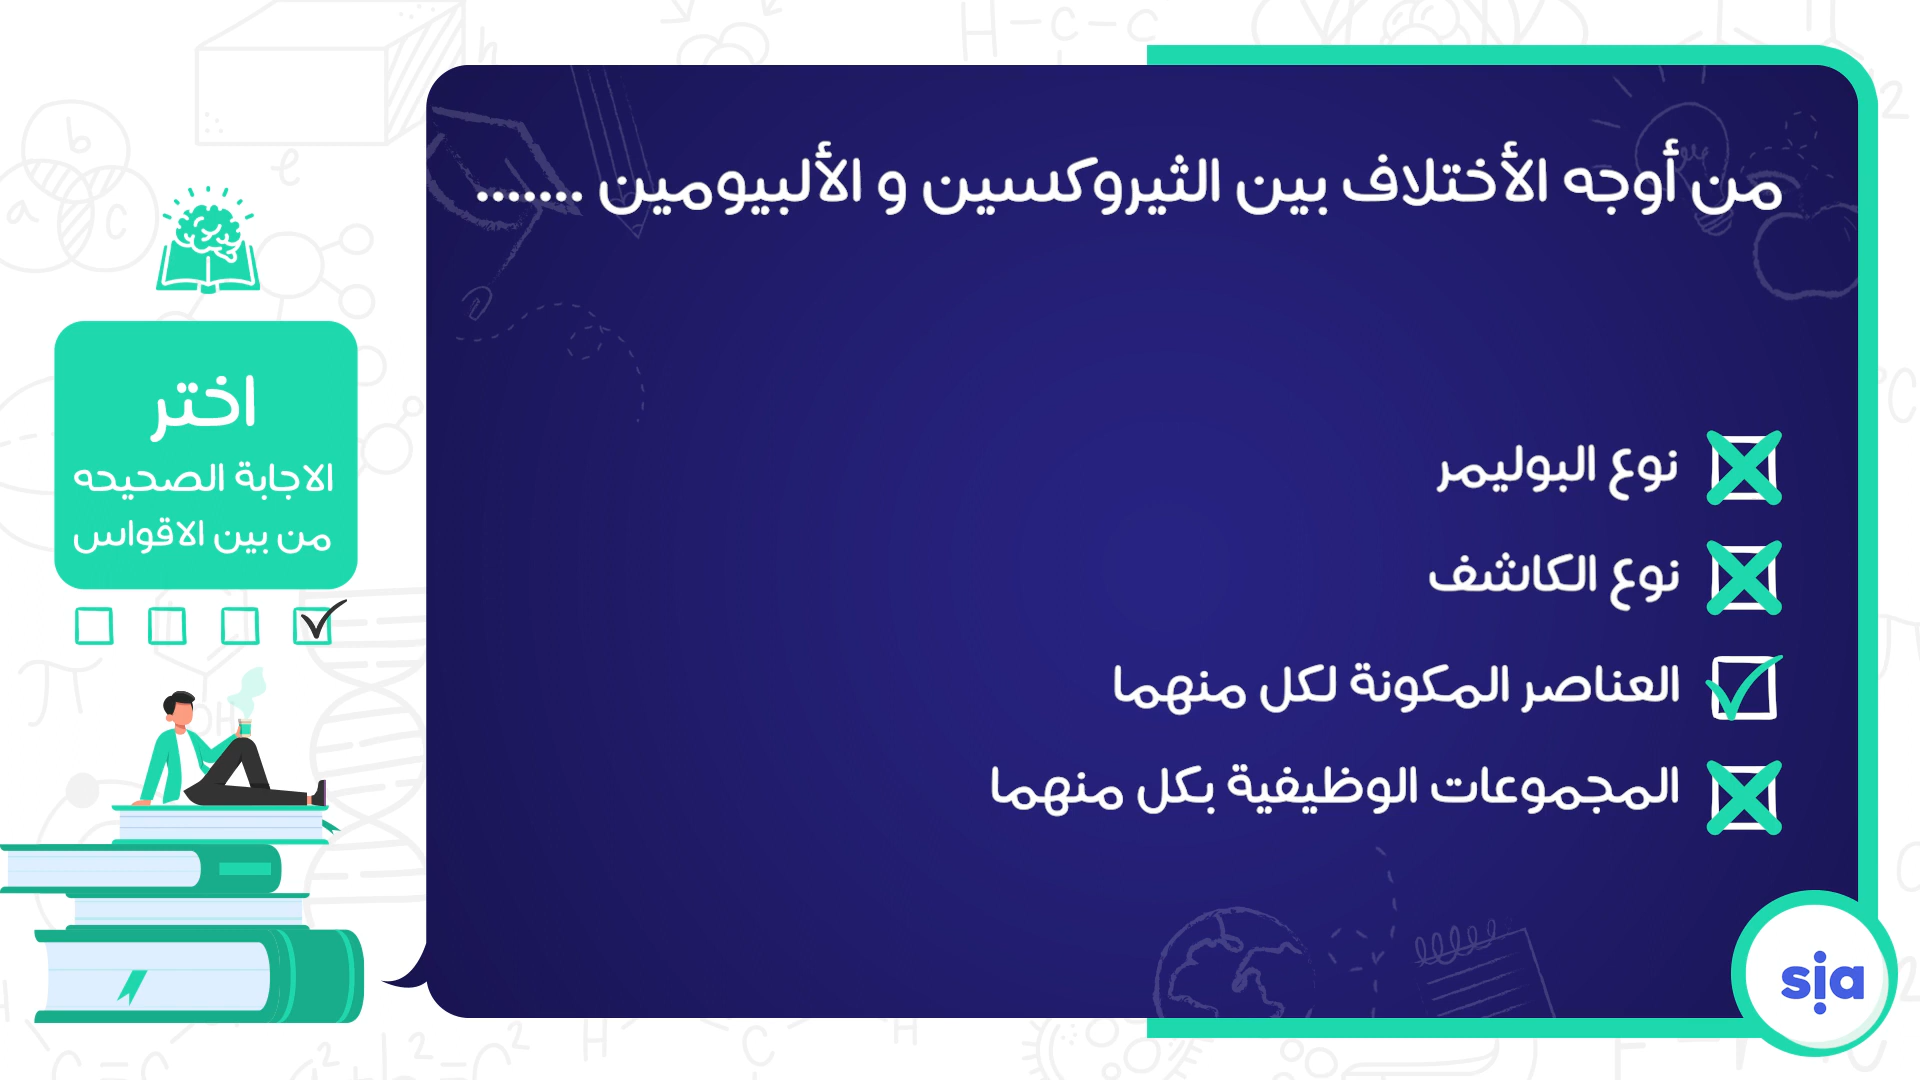 من أوجه الأختلاف بين الثيروكسين و الألبيومين .......
نوع البوليمر
نوع الكاشف
العناصر المكونة لكل منهما
المجموعات الوظيفية بكل منهما
اختر
الاجابة الصحيحه
من بين الاقواس
sia